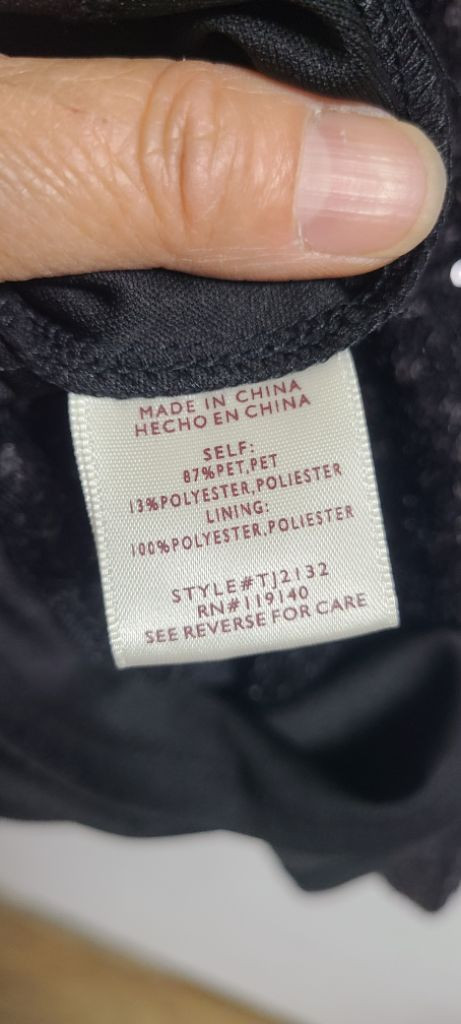 MADE IN CHINA
HECHO EN CHINA
SELF:
87%PET,PET
13%POLYESTER,POLIESTER
LINING:
100%POLYESTER,POLIESTER
STYLE#TJ2132
RN#119140
SEE REVERSE FOR CARE